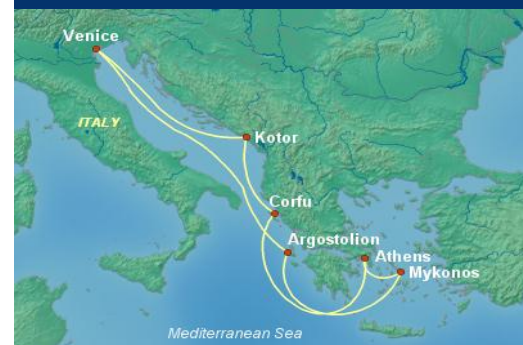 Venice
ITALY
Kotor
Corfu
Argostolion
Athens
Mykonos
Mediterranean Sea